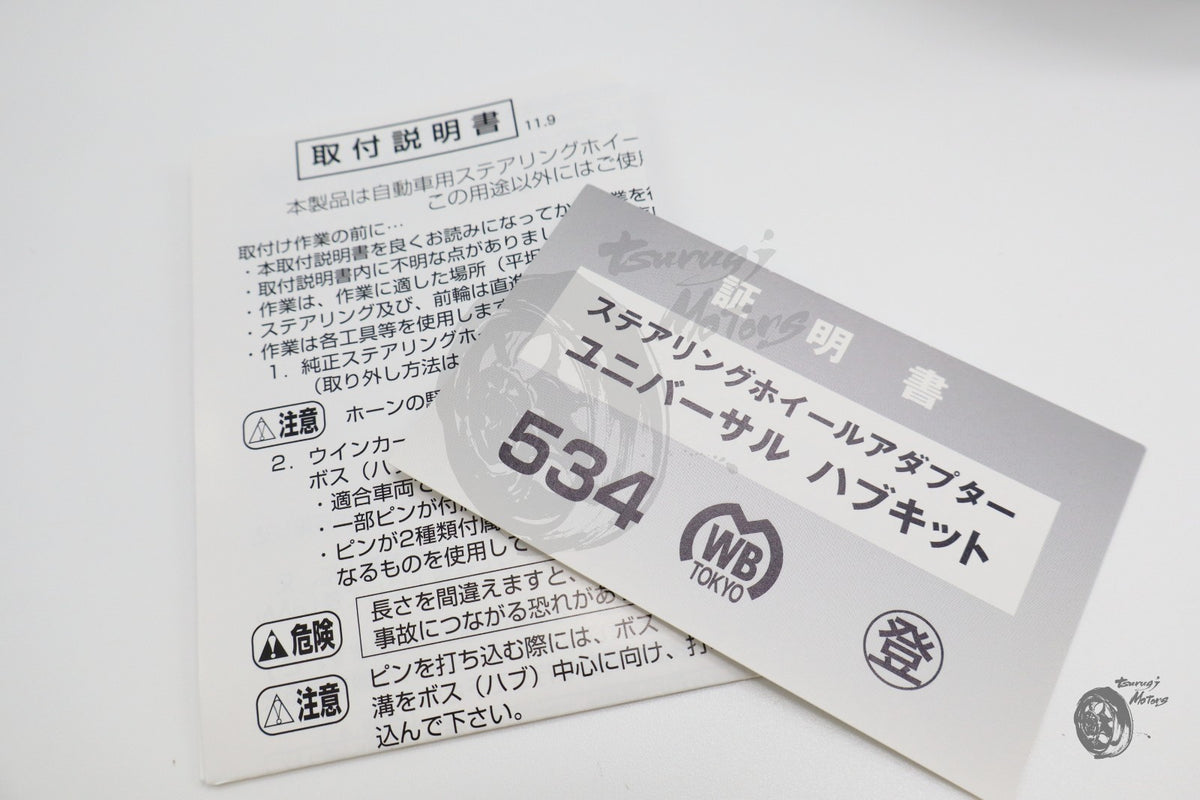 取付説明書 11.9
本製品は自動車用ステアリングホイー
この用途以外にはご使
取付け作業の前に…
・本取付説明書を良くお読みになってか
・取付説明書内に不明な点がありまし
・作業は、作業に適した場所（平坦
・ステアリング及び、前輪は直進
・作業は各工具等を使用しま
1. 純正ステアリングホ
（取り外し方法は
注意 ホーンの
2. ウインカー
ボス（ハ
・適合車両
・一部ピンが付
・ピンが2種類付属
なるものを使用して
危険 長さを間違えますと、
事故につながる恐れがあ
注意 ピンを打ち込む際には、ボス
溝をボス（ハブ）中心に向け、打
込んで下さい。
証明書
ステアリングホイールアダプター
ユニバーサル ハブキット
534
WB
TOKYO
登
tsurugi
Motors
tsurugi
Motors